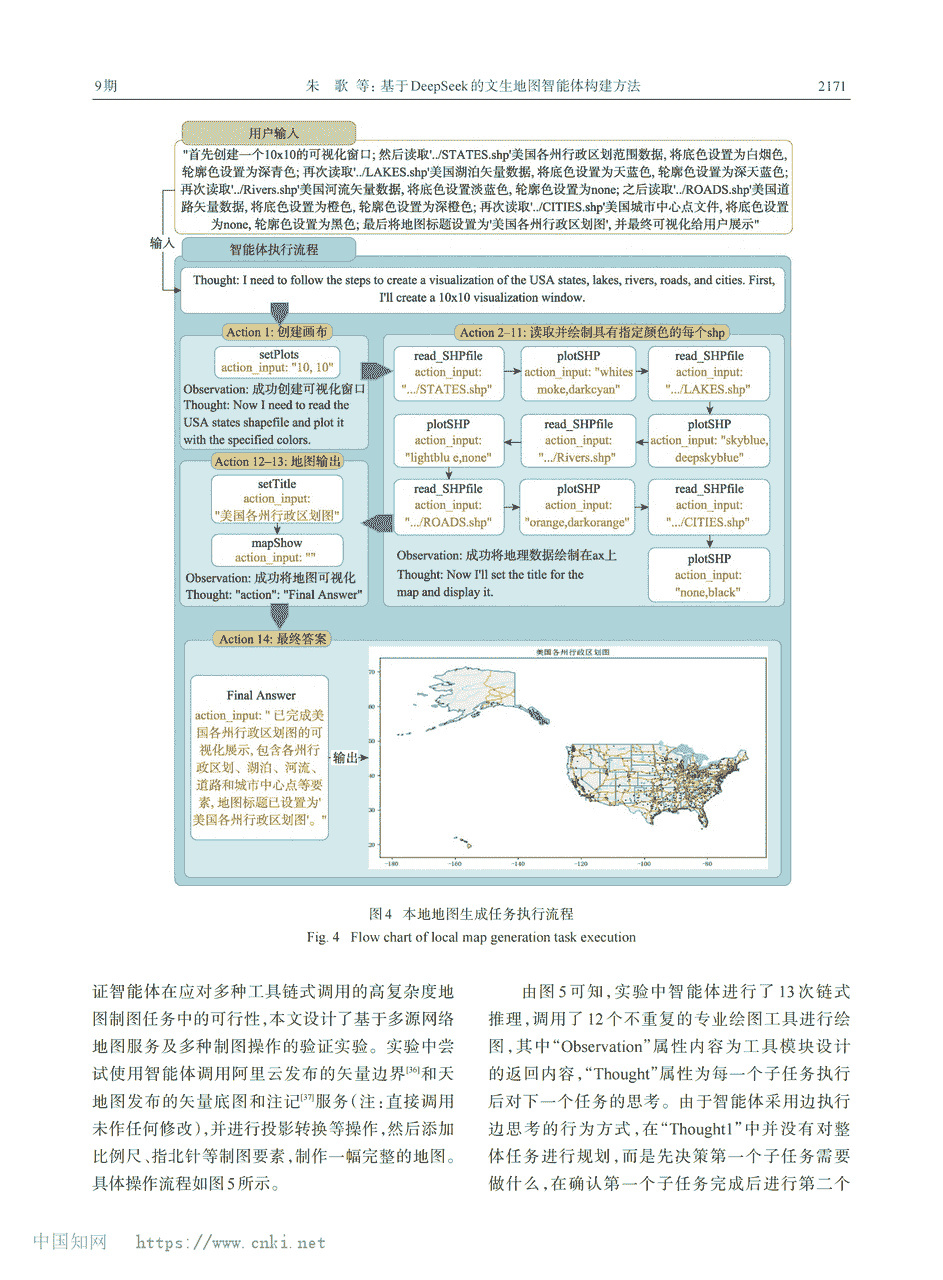 9期
朱 歌 等: 基于DeepSeek的文生地图智能体构建方法
2171
用户输入
"首先创建一个10x10的可视化窗口; 然后读取'../STATES.shp'美国各州行政区划范围数据, 将底色设置为白烟色,
轮廓色设置为深青色; 再次读取'../LAKES.shp'美国湖泊矢量数据, 将底色设置为天蓝色, 轮廓色设置为深天蓝色;
再次读取'../Rivers.shp'美国河流矢量数据, 将底色设置淡蓝色, 轮廓色设置为none; 之后读取'../ROADS.shp'美国道
路矢量数据, 将底色设置为橙色, 轮廓色设置为深橙色; 再次读取'../CITIES.shp'美国城市中心点文件, 将底色设置
为none, 轮廓色设置为黑色; 最后将地图标题设置为'美国各州行政区划图', 并最终可视化给用户展示"
输入
智能体执行流程
Thought: I need to follow the steps to create a visualization of the USA states, lakes, rivers, roads, and cities. First,
I'll create a 10x10 visualization window.
Action 1: 创建画布
setPlots
action_input: "10, 10"
Observation: 成功创建可视化窗口
Thought: Now I need to read the
USA states shapefile and plot it
with the specified colors.
Action 2–11: 读取并绘制具有指定颜色的每个shp
read_SHPfile
action_input:
".../STATES.shp"
plotSHP
action_input: "whites
moke,darkcyan"
read_SHPfile
action_input:
".../LAKES.shp"
plotSHP
action_input: "skyblue,
deepskyblue"
read_SHPfile
action_input:
".../Rivers.shp"
plotSHP
action_input:
"lightblu e,none"
read_SHPfile
action_input:
".../ROADS.shp"
plotSHP
action_input:
"orange,darkorange"
read_SHPfile
action_input:
".../CITIES.shp"
plotSHP
action_input:
"none,black"
Observation: 成功将地理数据绘制在ax上
Thought: Now I'll set the title for the
map and display it.
Action 12–13: 地图输出
setTitle
action_input:
"美国各州行政区划图"
mapShow
action_input: ""
Observation: 成功将地图可视化
Thought: "action": "Final Answer"
Action 14: 最终答案
Final Answer
action_input: " 已完成美
国各州行政区划图的可
视化展示, 包含各州行
政区划、湖泊、河流、
道路和城市中心点等要
素, 地图标题已设置为'
美国各州行政区划图'。"
输出
美国各州行政区划图
70
60
50
40
30
20
-180
-160
-140
-120
-100
-80
图4 本地地图生成任务执行流程
Fig. 4 Flow chart of local map generation task execution
证智能体在应对多种工具链式调用的高复杂度地
图制图任务中的可行性,本文设计了基于多源网络
地图服务及多种制图操作的验证实验。实验中尝
试使用智能体调用阿里云发布的矢量边界[36]和天
地图发布的矢量底图和注记[37]服务(注:直接调用
未作任何修改),并进行投影转换等操作,然后添加
比例尺、指北针等制图要素,制作一幅完整的地图。
具体操作流程如图5所示。
由图5可知,实验中智能体进行了13次链式
推理,调用了12个不重复的专业绘图工具进行绘
图,其中“Observation”属性内容为工具模块设计
的返回内容,“Thought”属性为每一个子任务执行
后对下一个任务的思考。由于智能体采用边执行
边思考的行为方式,在“Thought1”中并没有对整
体任务进行规划,而是先决策第一个子任务需要
做什么,在确认第一个子任务完成后进行第二个
中国知网 https://www.cnki.net